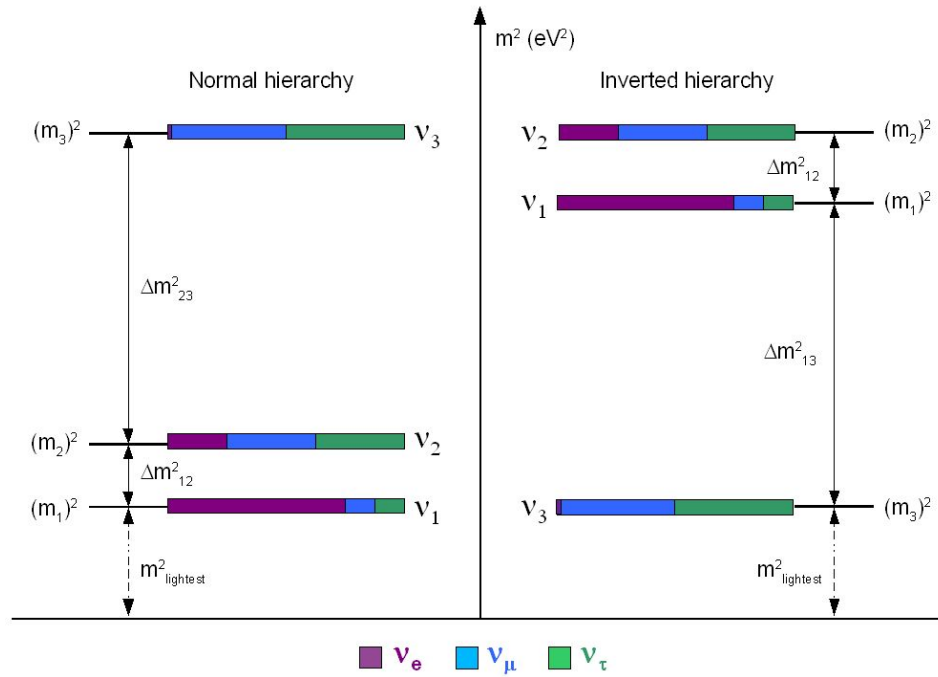 m² (eV²)
Normal hierarchy
(m₃)²
ν₃
Δm²₂₃
(m₂)²
ν₂
Δm²₁₂
(m₁)²
ν₁
m²lightest
Inverted hierarchy
ν₂
(m₂)²
Δm²₁₂
ν₁
(m₁)²
Δm²₁₃
ν₃
(m₃)²
m²lightest
νe νμ ντ